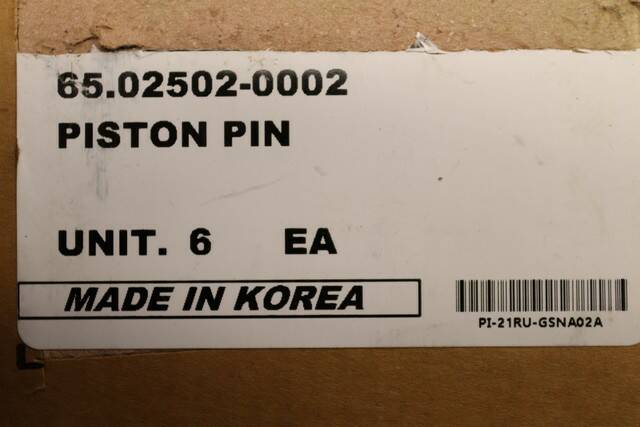 65.02502-0002
PISTON PIN
UNIT. 6 EA
MADE IN KOREA
PI-21RU-GSNA02A